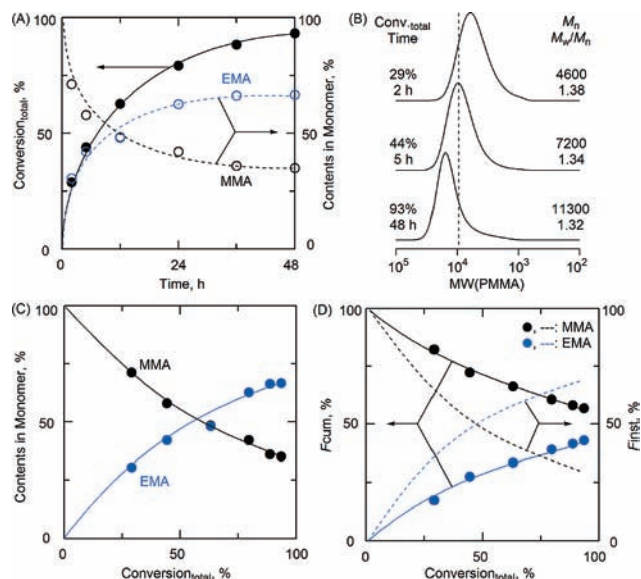 (A)
100
50
0
Conversion_total, %
100
50
0
Contents in Monomer, %
EMA
MMA
0
24
48
Time, h
(B)
Conv._total
Time
M_n
M_w/M_n
29%
2 h
4600
1.38
44%
5 h
7200
1.34
93%
48 h
11300
1.32
10^5
10^4
10^3
10^2
MW(PMMA)
(C)
100
50
0
Contents in Monomer, %
MMA
EMA
0
50
100
Conversion_total, %
(D)
100
50
0
Fcum, %
, : MMA
, : EMA
100
50
0
Finst, %
0
50
100
Conversion_total, %